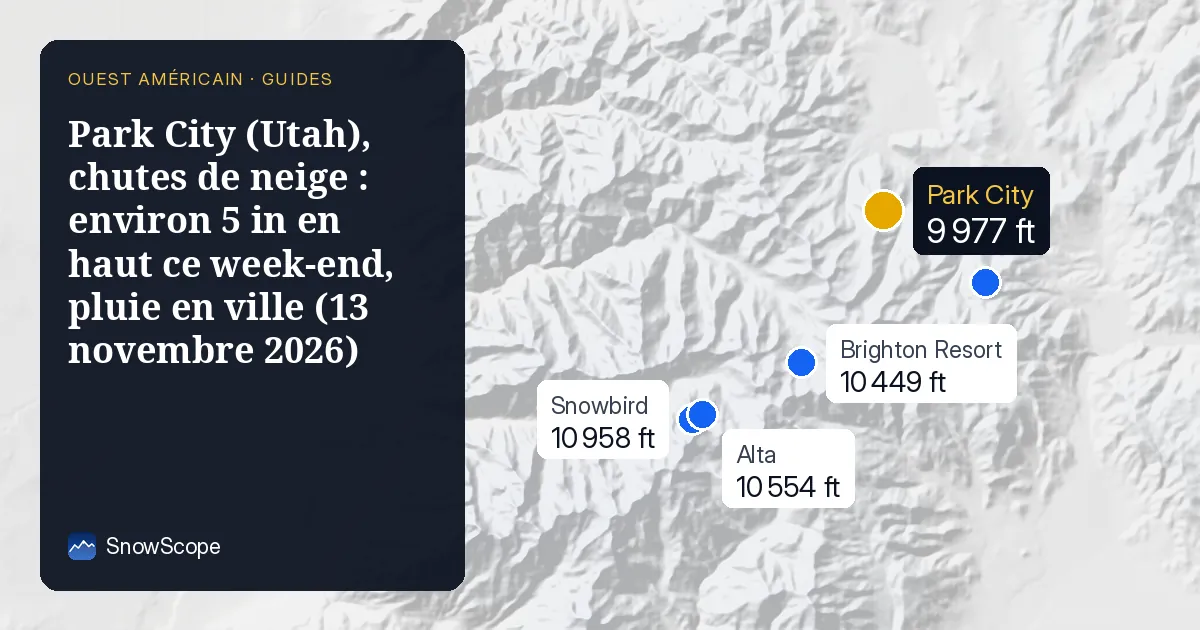 OUEST AMÉRICAIN · GUIDES
Park City (Utah),
chutes de neige :
environ 5 in en
haut ce week-end,
pluie en ville (13
novembre 2026)
SnowScope
Park City
9 977 ft
Brighton Resort
10 449 ft
Snowbird
10 958 ft
Alta
10 554 ft